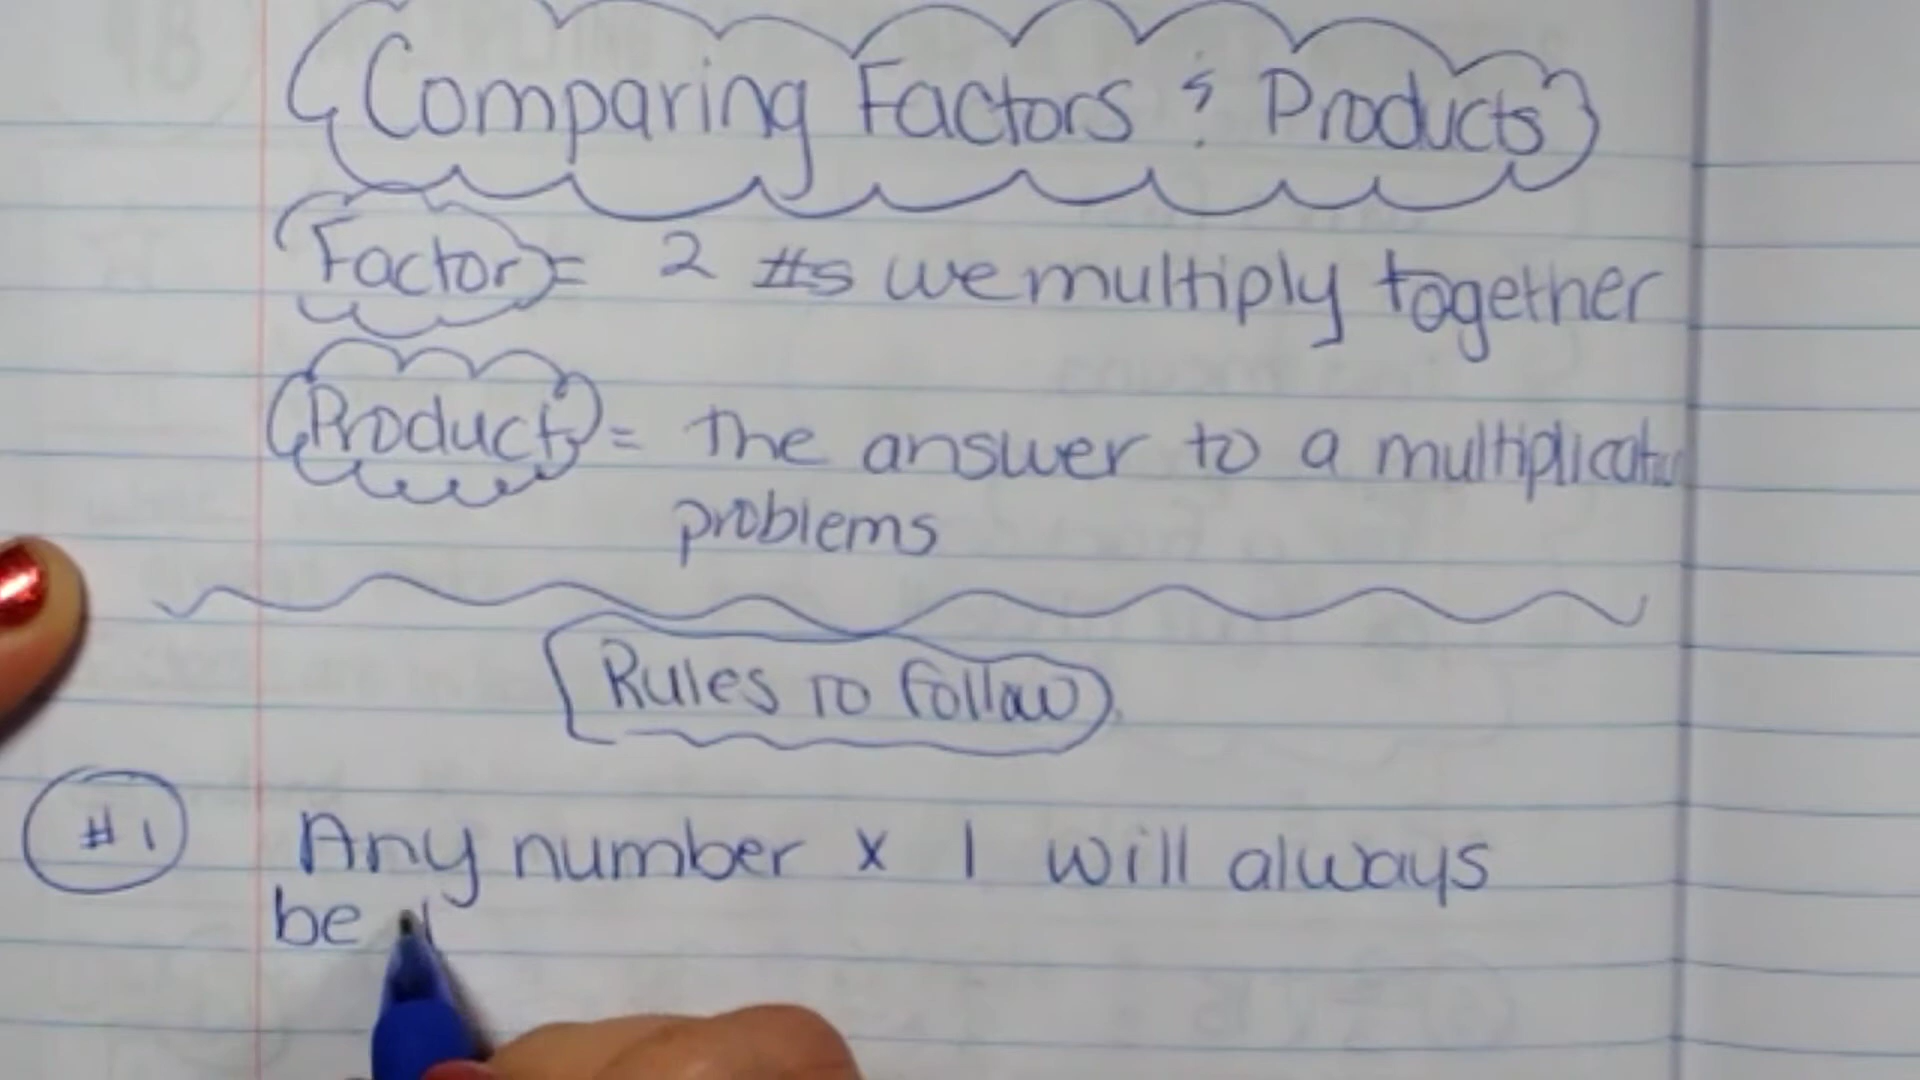 Comparing Factors & Products
Factor = 2 #s we multiply together
Product = The answer to a
problems
Rules to follow
#1 Any number x 1 will always
be